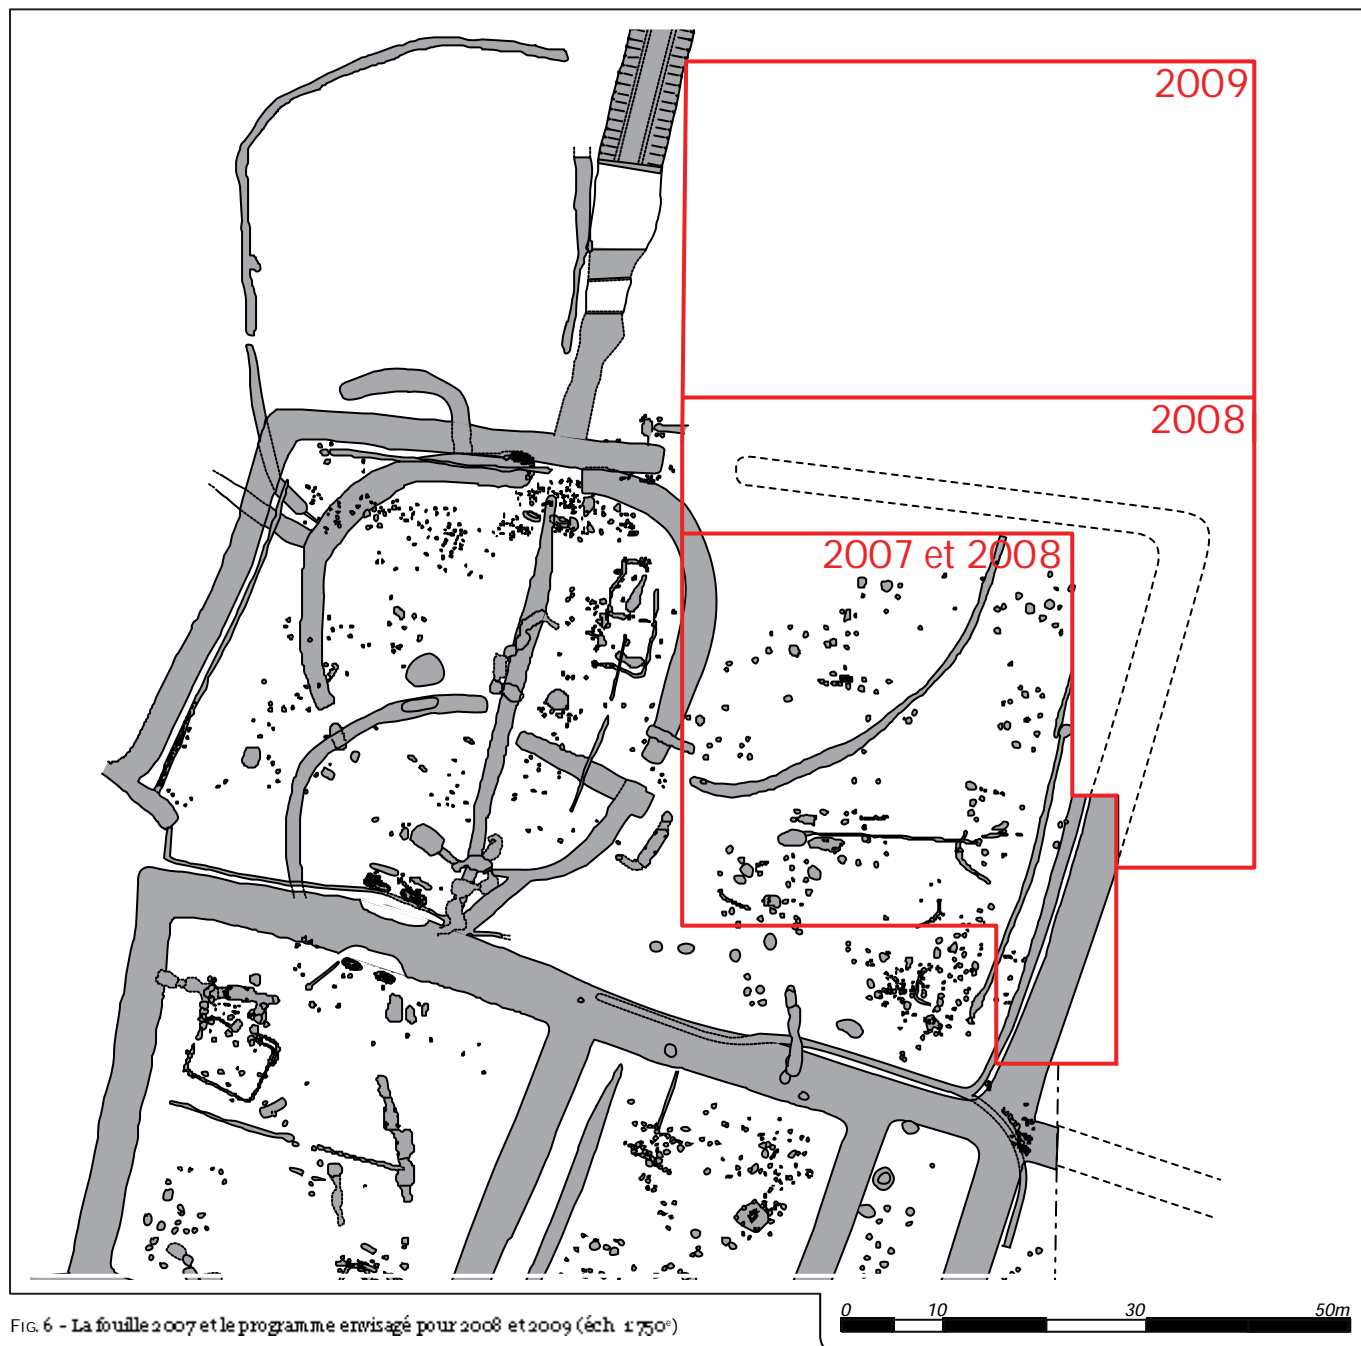 2009
2008
2007 et 2008
FIG. 6 - La fouille 2007 et le programme envisagé pour 2008 et 2009 (éch 1:750e)
0 10 30 50m